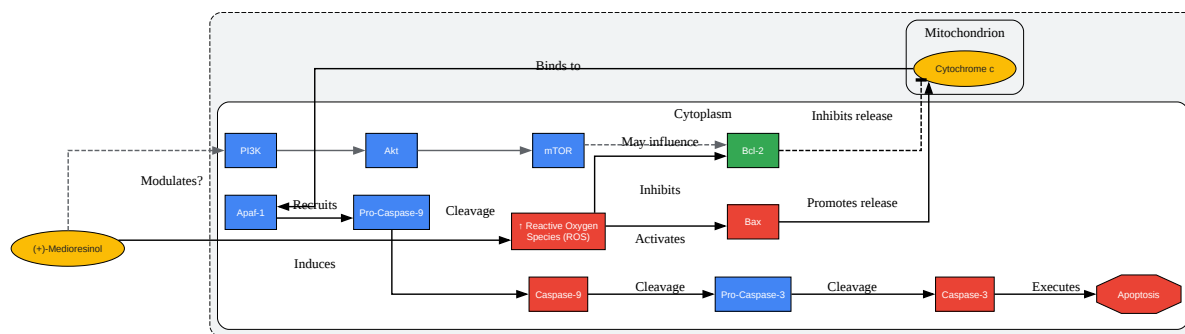 Mitochondrion
Cytochrome c
Binds to
Cytoplasm
Inhibits release
PI3K
Akt
mTOR
May influence
Bcl-2
Modulates?
Inhibits
Apaf-1
Recruits
Pro-Caspase-9
Cleavage
↑ Reactive Oxygen
Species (ROS)
Activates
Bax
Promotes release
(+)-Medioresinol
Induces
Caspase-9
Cleavage
Pro-Caspase-3
Cleavage
Caspase-3
Executes
Apoptosis